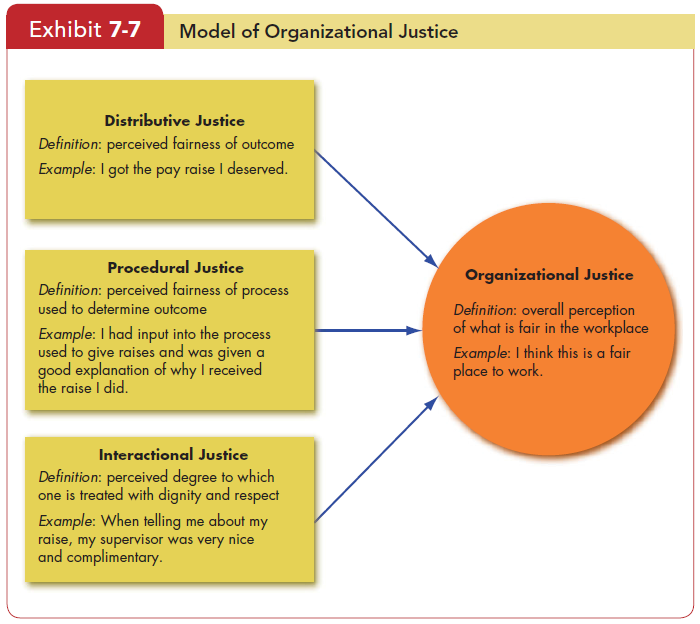 Exhibit 7-7
Model of Organizational Justice
Distributive Justice
Definition: perceived fairness of outcome
Example: I got the pay raise I deserved.
Procedural Justice
Definition: perceived fairness of process
used to determine outcome
Example: I had input into the process
used to give raises and was given a
good explanation of why I received
the raise I did.
Interactional Justice
Definition: perceived degree to which
one is treated with dignity and respect
Example: When telling me about my
raise, my supervisor was very nice
and complimentary.
Organizational Justice
Definition: overall perception
of what is fair in the workplace
Example: I think this is a fair
place to work.